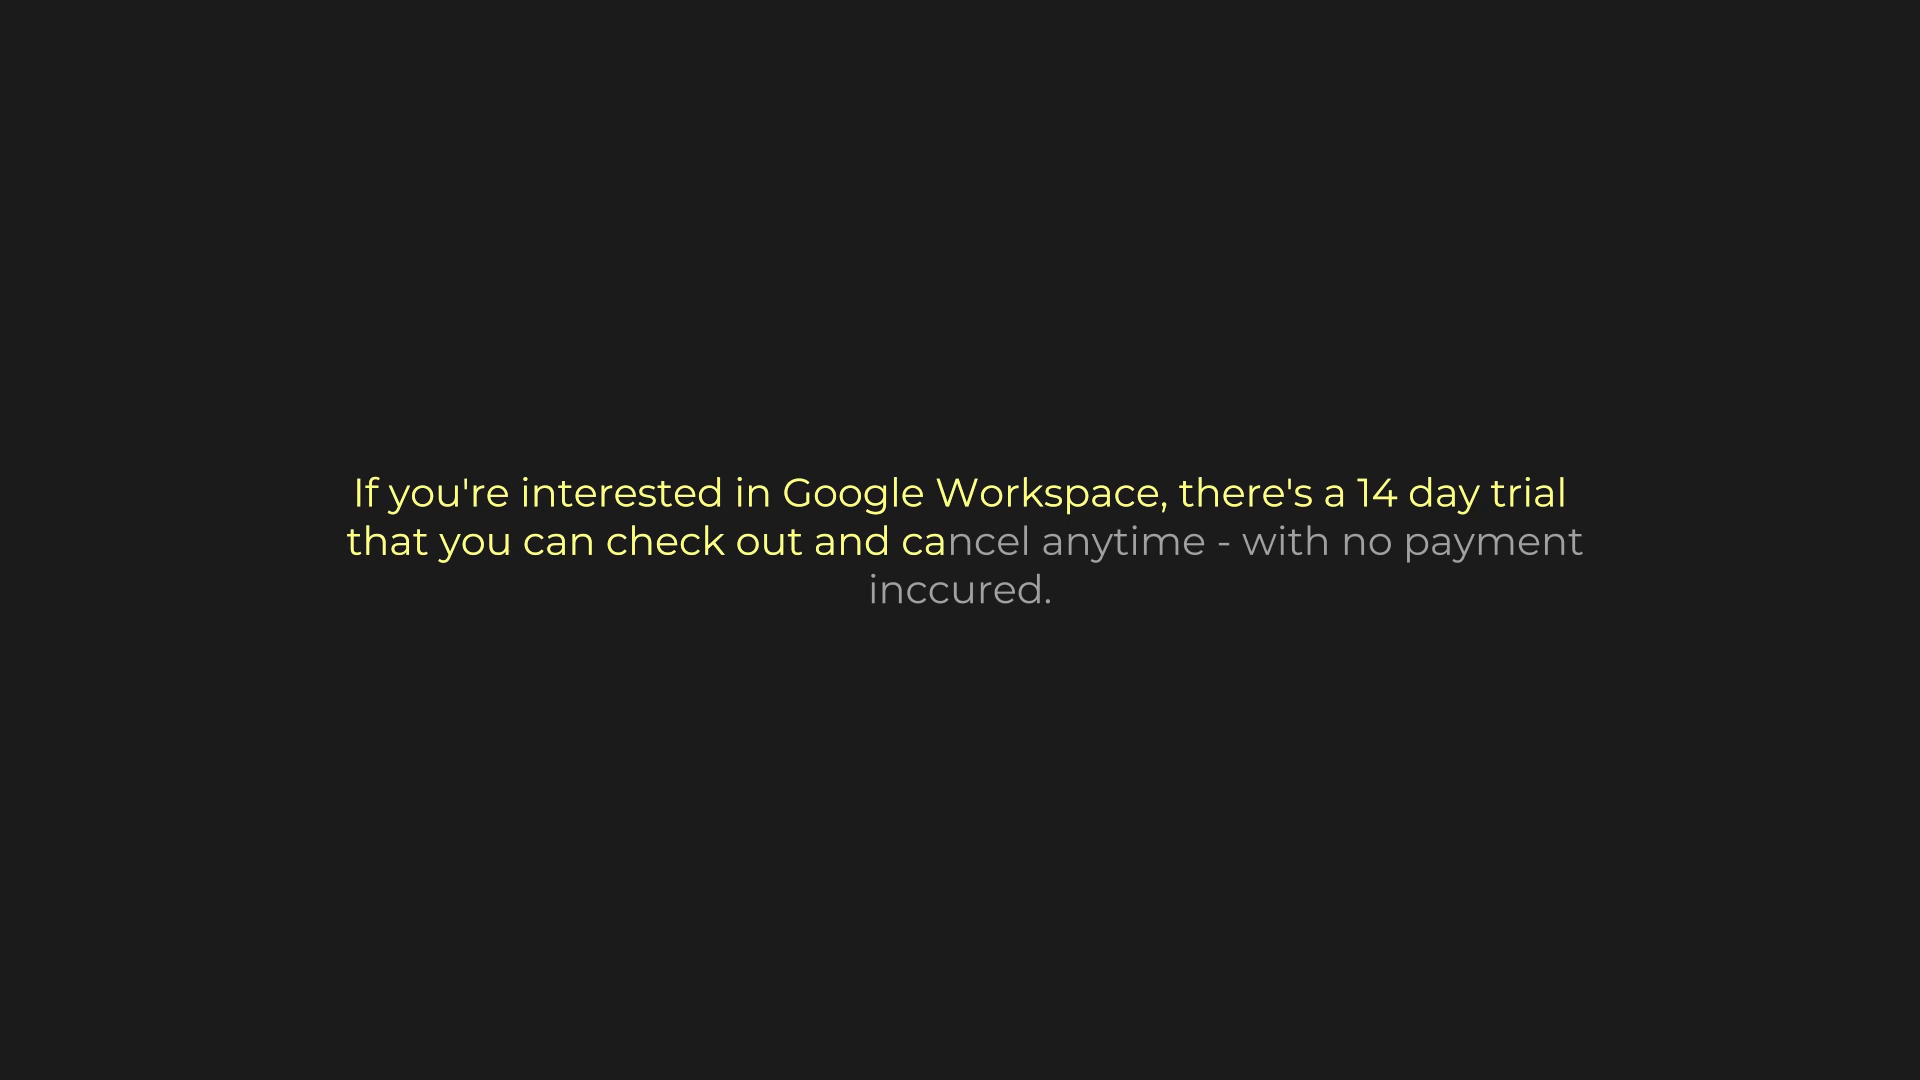 If you're interested in Google Workspace, there's a 14 day trial
that you can check out and cancel anytime - with no payment
inccured.